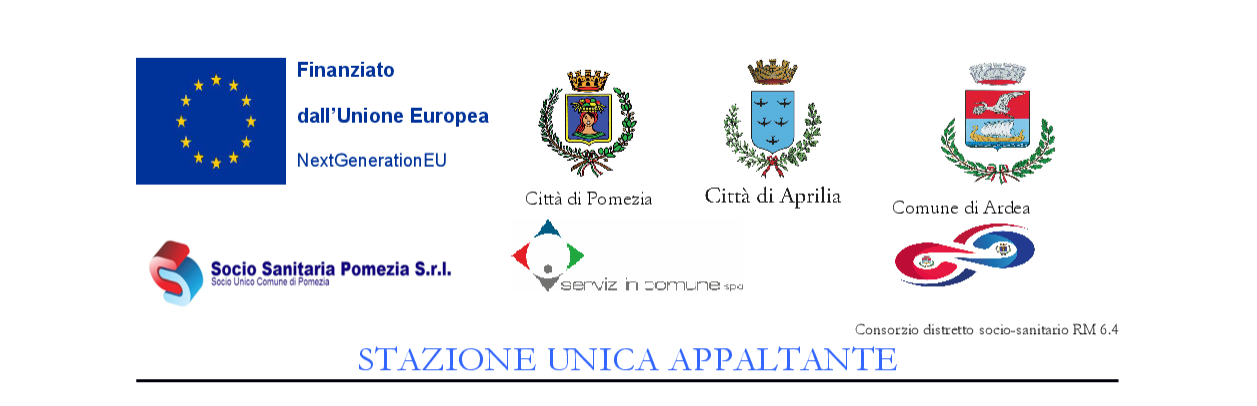 Finanziato
dall'Unione Europea
NextGenerationEU
Città di Pomezia
Città di Aprilia
Comune di Ardea
Socio Sanitaria Pomezia S.r.l.
Socio Unico Comune di Pomezia
serviz in comune spa
Consorzio distretto socio-sanitario RM 6.4
STAZIONE UNICA APPALTANTE